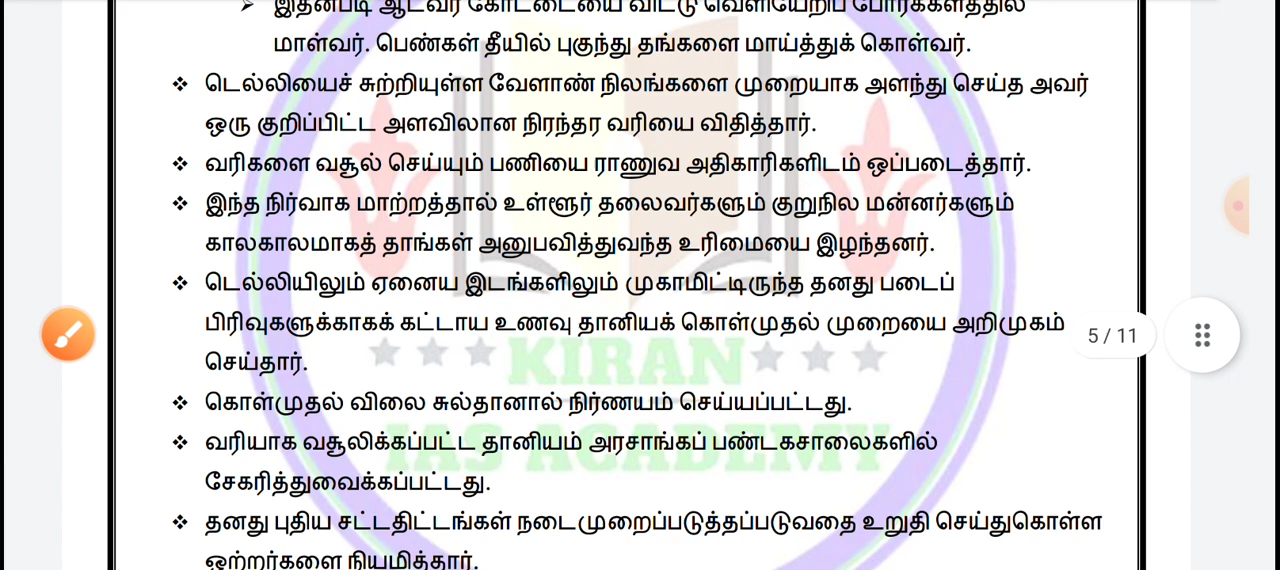 இதன்படி ஆடவர் கோட்டையை விட்டு வெளியேறிப் போர்க்களத்தில்
மாள்வர். பெண்கள் தீயில் புகுந்து தங்களை மாய்த்துக் கொள்வர்.
டெல்லியைச் சுற்றியுள்ள வேளாண் நிலங்களை முறையாக அளந்து செய்த அவர்
ஒரு குறிப்பிட்ட அளவிலான நிரந்தர வரியை விதித்தார்.
வரிகளை வசூல் செய்யும் பணியை ராணுவ அதிகாரிகளிடம் ஒப்படைத்தார்.
இந்த நிர்வாக மாற்றத்தால் உள்ளூர் தலைவர்களும் குறுநில மன்னர்களும்
காலகாலமாகத் தாங்கள் அனுபவித்துவந்த உரிமையை இழந்தனர்.
டெல்லியிலும் ஏனைய இடங்களிலும் முகாமிட்டிருந்த தனது படைப்
பிரிவுகளுக்காகக் கட்டாய உணவு தானியக் கொள்முதல் முறையை அறிமுகம்
5 / 11
செய்தார்.
KIRAN
கொள்முதல் விலை சுல்தானால் நிர்ணயம் செய்யப்பட்டது.
வரியாக வசூலிக்கப்பட்ட தானியம் அரசாங்கப் பண்டகசாலைகளில்
IAS ACADEMY
சேகரித்துவைக்கப்பட்டது.
தனது புதிய சட்டதிட்டங்கள் நடைமுறைப்படுத்தப்படுவதை உறுதி செய்துகொள்ள
ஒற்றர்களை நியமித்தார்.